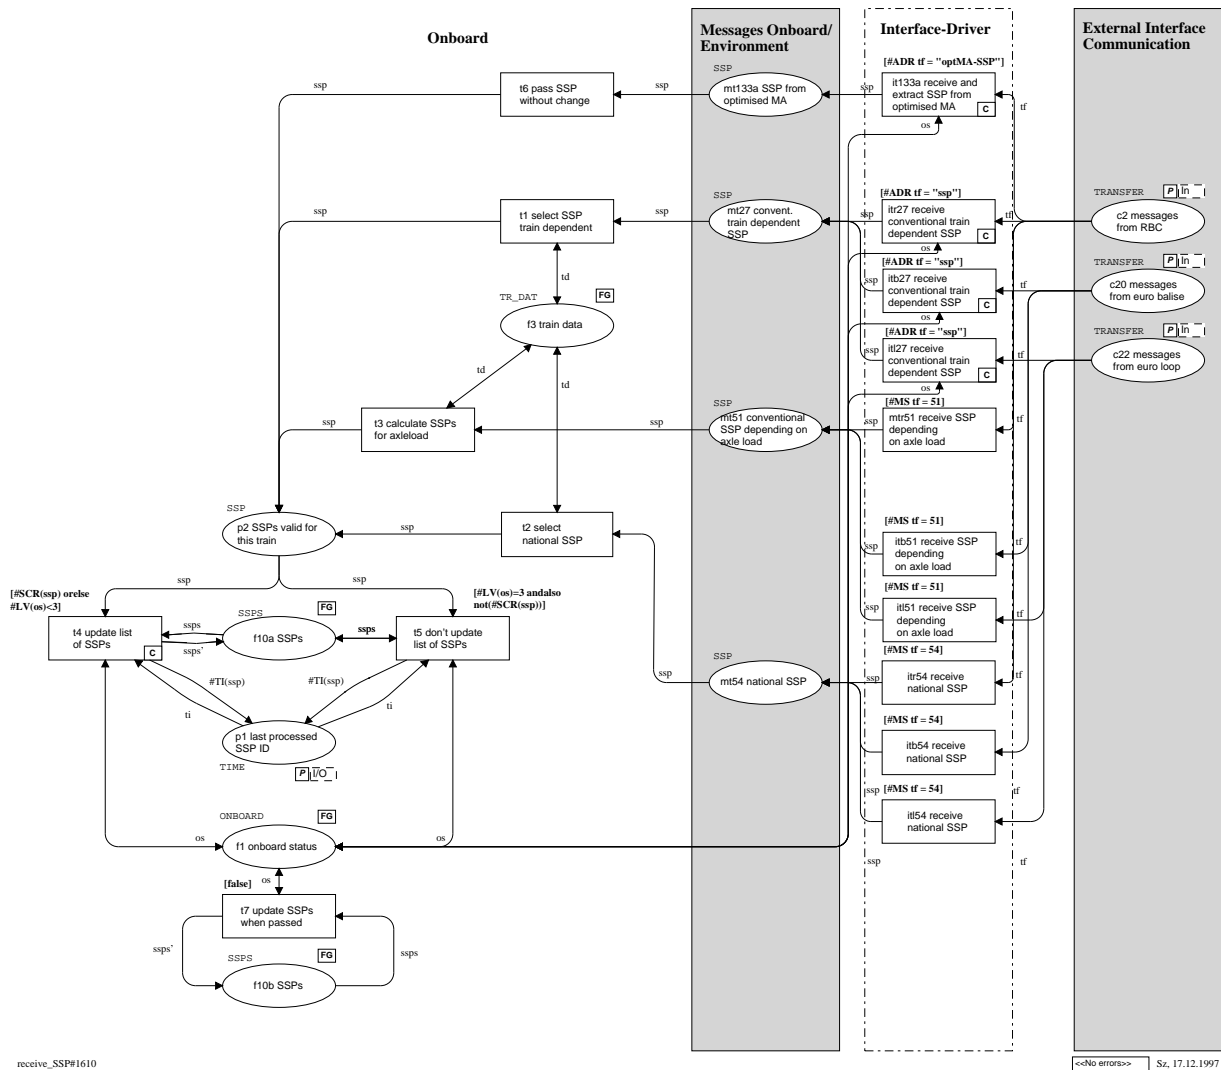 Onboard
Messages Onboard/
Environment
Interface-Driver
External Interface
Communication
[#ADR tf = "optMA-SSP"]
SSP
ssp
t6 pass SSP
without change
ssp
mt133a SSP from
optimised MA
ssp
it133a receive and
extract SSP from
optimised MA
C
tf
os
[#ADR tf = "ssp"]
SSP
TRANSFER
P
In
ssp
t1 select SSP
train dependent
ssp
mt27 convent.
train dependent
SSP
ssp
itr27 receive
conventional train
dependent SSP
C
tf
c2 messages
from RBC
os
[#ADR tf = "ssp"]
TRANSFER
P
In
td
ssp
itb27 receive
conventional train
dependent SSP
C
tf
c20 messages
from euro balise
TR_DAT
FG
os
f3 train data
[#ADR tf = "ssp"]
TRANSFER
P
In
ssp
itl27 receive
conventional train
dependent SSP
C
tf
c22 messages
from euro loop
td
td
os
SSP
[#MS tf = 51]
ssp
t3 calculate SSPs
for axleload
ssp
mt51 conventional
SSP depending on
axle load
ssp
mtr51 receive SSP
depending
on axle load
tf
SSP
p2 SSPs valid for
this train
ssp
t2 select
national SSP
[#MS tf = 51]
ssp
itb51 receive SSP
depending
on axle load
tf
ssp
ssp
[#SCR(ssp) orelse
#LV(os)<3]
[#LV(os)=3 andalso
not(#SCR(ssp))]
[#MS tf = 51]
ssp
itl51 receive SSP
depending
on axle load
tf
SSPS
FG
t4 update list
of SSPs
C
ssps
ssps'
f10a SSPs
ssps
t5 don't update
list of SSPs
#TI(ssp)
#TI(ssp)
ti
ti
SSP
[#MS tf = 54]
ssp
mt54 national SSP
ssp
itr54 receive
national SSP
tf
p1 last processed
SSP ID
TIME
P
I/O
[#MS tf = 54]
ssp
itb54 receive
national SSP
tf
[#MS tf = 54]
ssp
itl54 receive
national SSP
tf
ONBOARD
FG
os
f1 onboard status
os
ssp
tf
[false]
os
t7 update SSPs
when passed
ssps'
ssps
SSPS
FG
f10b SSPs
receive_SSP#1610
<<No errors>>
Sz, 17.12.1997